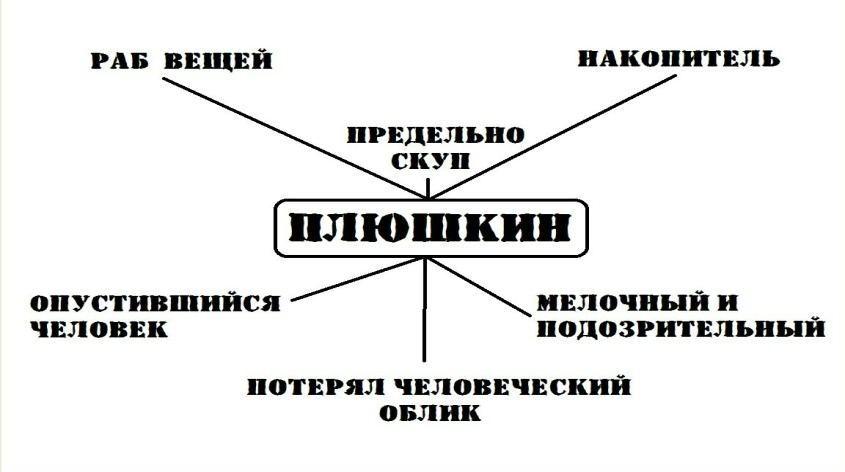 РАБ ВЕЩЕЙ
НАКОПИТЕЛЬ
ПРЕДЕЛЬНО
СКУП
ПЛЮШКИН
ОПУСТИВШИЙСЯ
ЧЕЛОВЕК
МЕЛОЧНЫЙ И
ПОДОЗРИТЕЛЬНЫЙ
ПОТЕРЯЛ ЧЕЛОВЕЧЕСКИЙ
ОБЛИК